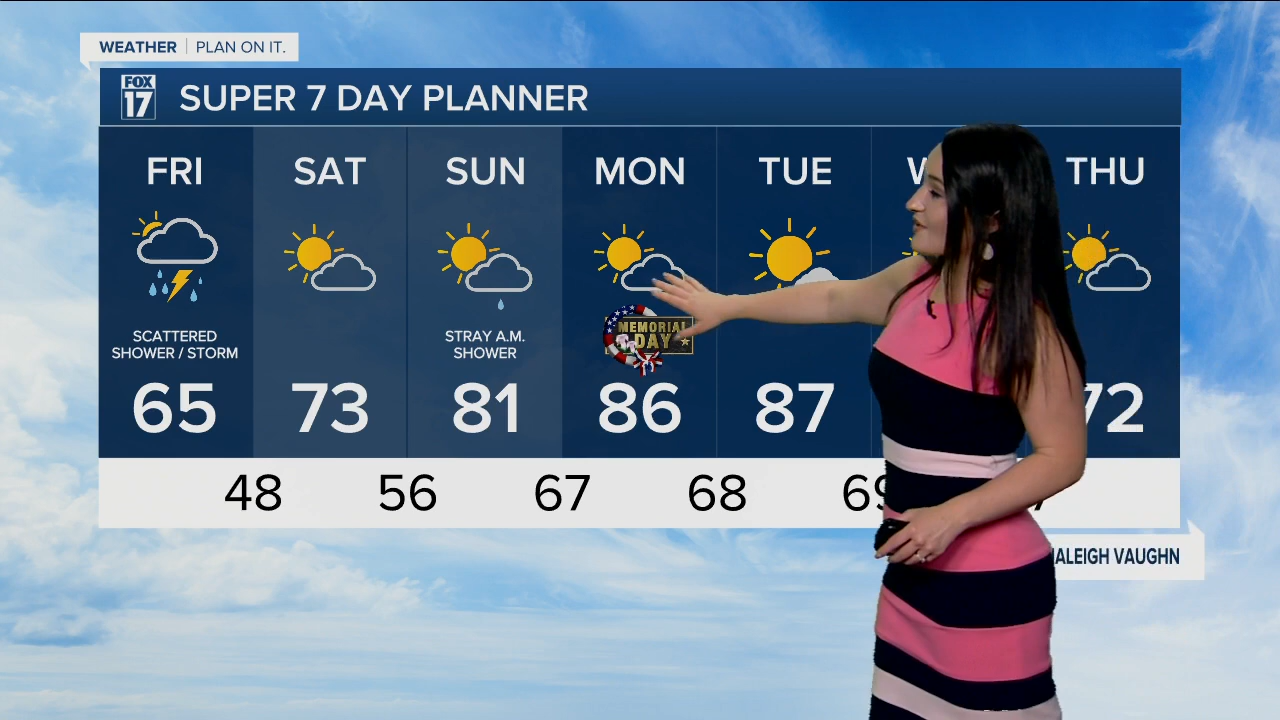 WEATHER PLAN ON IT.
FOX 17 SUPER 7 DAY PLANNER
FRI SAT SUN MON TUE THU
MEMORIAL DAY
SCATTERED SHOWER / STORM
STRAY A.M. SHOWER
65 73 81 86 87 72
48 56 67 68
VAUGHN